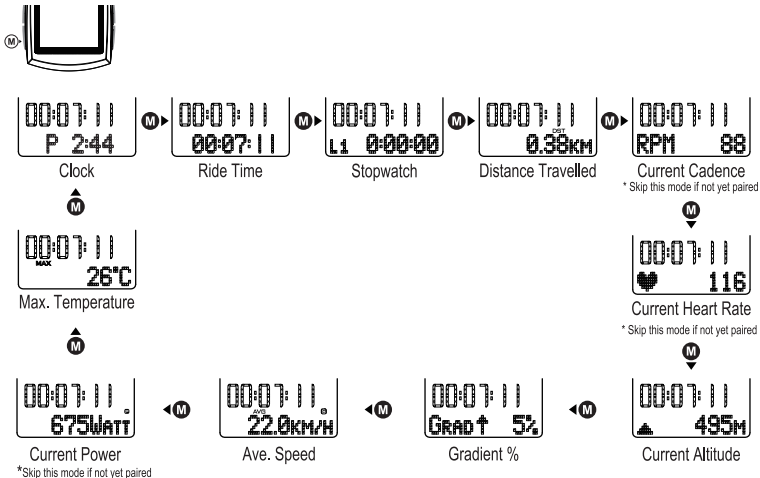 M
00:07:11
P 2:44
Clock
M
00:07:11
00:07:11
Ride Time
M
00:07:11
L1 0:00:00
Stopwatch
M
00:07:11
DST
0.38KM
Distance Travelled
M
00:07:11
RPM 88
Current Cadence
* Skip this mode if not yet paired
M
00:07:11
116
Current Heart Rate
* Skip this mode if not yet paired
M
00:07:11
495M
Current Altitude
M
00:07:11
GRAD 5%
Gradient %
M
00:07:11
AVG
22.0KM/H
Ave. Speed
M
00:07:11
675WATT
Current Power
*Skip this mode if not yet paired
M
00:07:11
MAX
26°C
Max. Temperature
M